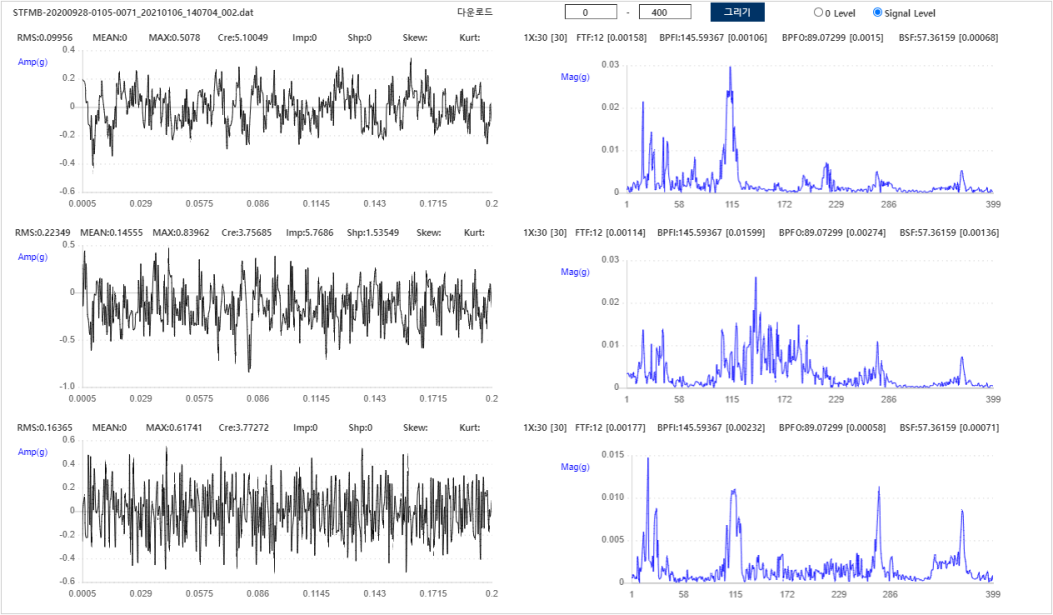 STFMB-20200928-0105-0071_20210106_140704_002.dat 다운로드 0 - 400 그리기 0 Level Signal Level
RMS:0.09956 MEAN:0 MAX:0.5078 Cre:5.10049 Imp:0 Shp:0 Skew: Kurt: 1X:30 [30] FTF:12 [0.00158] BPFI:145.59367 [0.00106] BPFO:89.07299 [0.0015] BSF:57.36159 [0.00068]
Amp(g)
0.4
0.2
0
-0.2
-0.4
-0.6
0.0005 0.029 0.0575 0.086 0.1145 0.143 0.1715 0.2
Mag(g)
0.03
0.02
0.01
0
1 58 115 172 229 286 399
RMS:0.22349 MEAN:0.14555 MAX:0.83962 Cre:3.75685 Imp:5.7686 Shp:1.53549 Skew: Kurt: 1X:30 [30] FTF:12 [0.00114] BPFI:145.59367 [0.01599] BPFO:89.07299 [0.00274] BSF:57.36159 [0.00136]
Amp(g)
0.5
0
-0.5
-1.0
0.0005 0.029 0.0575 0.086 0.1145 0.143 0.1715 0.2
Mag(g)
0.03
0.02
0.01
0
1 58 115 172 229 286 399
RMS:0.16365 MEAN:0 MAX:0.61741 Cre:3.77272 Imp:0 Shp:0 Skew: Kurt: 1X:30 [30] FTF:12 [0.00177] BPFI:145.59367 [0.00232] BPFO:89.07299 [0.00058] BSF:57.36159 [0.00071]
Amp(g)
0.6
0.4
0.2
0
-0.2
-0.4
-0.6
0.0005 0.029 0.0575 0.086 0.1145 0.143 0.1715 0.2
Mag(g)
0.015
0.010
0.005
0
1 58 115 172 229 286 399